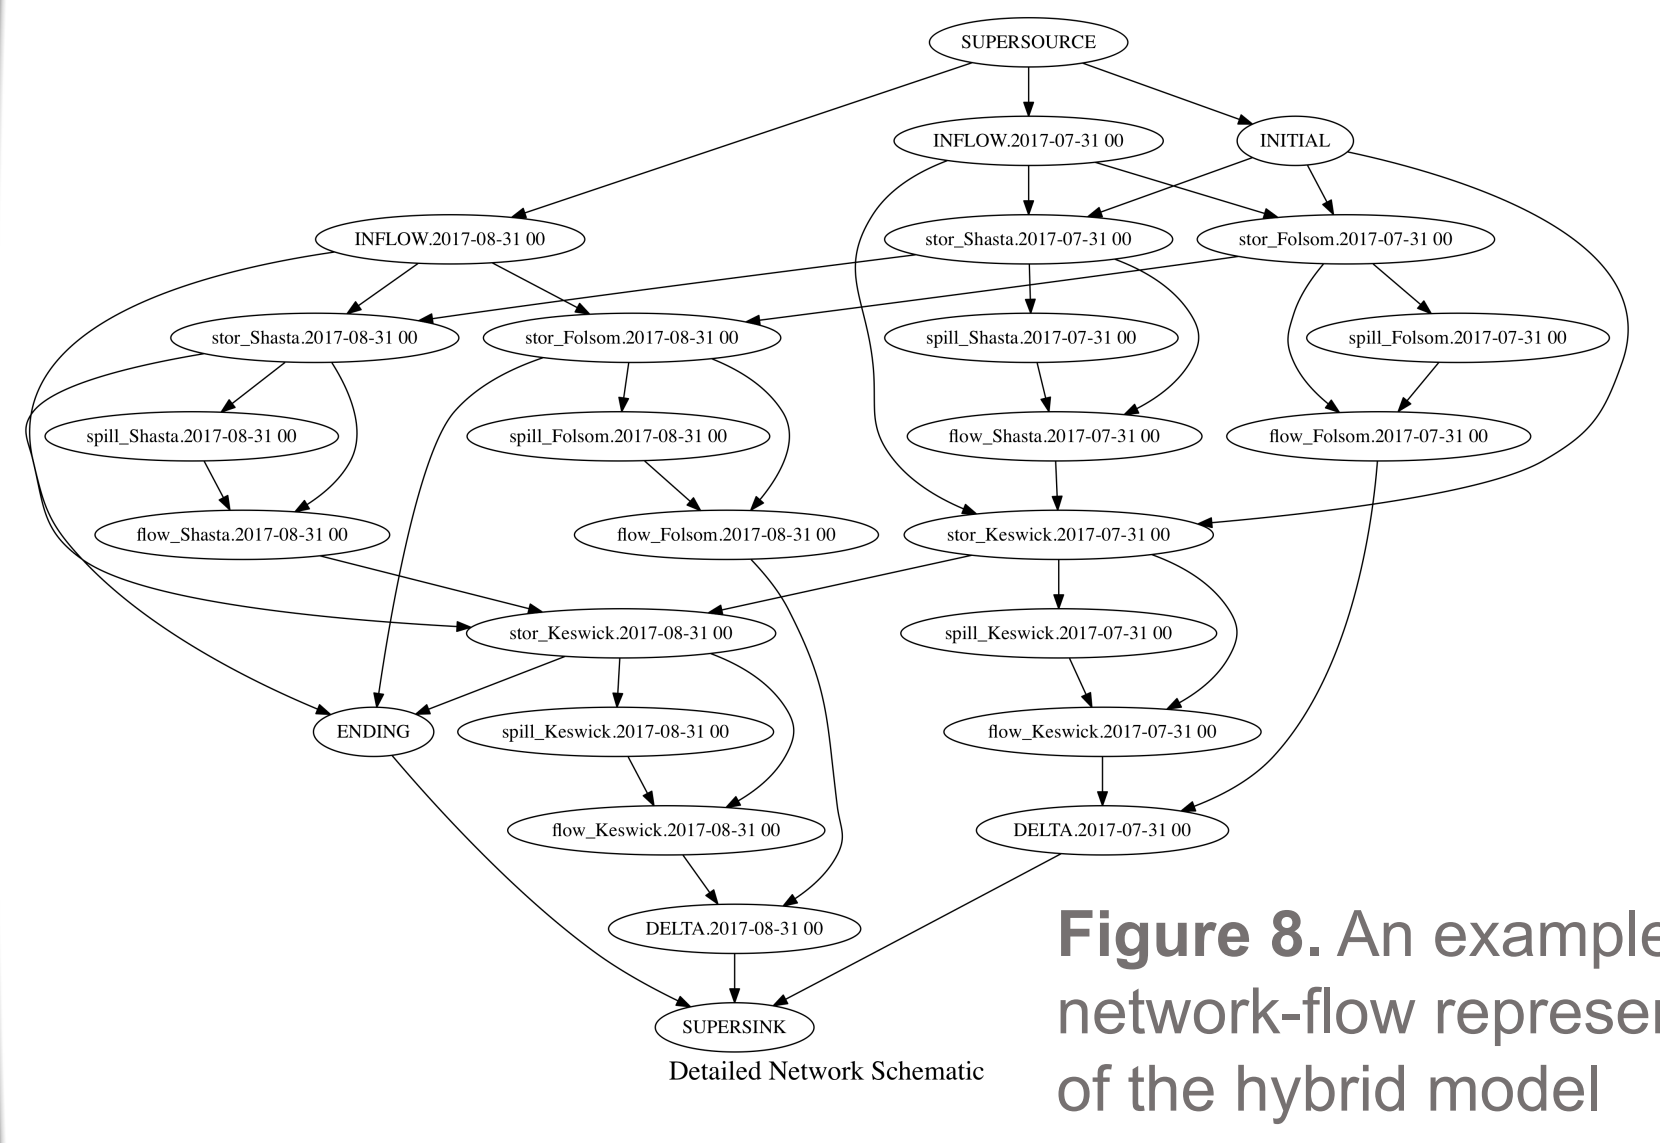 SUPERSOURCE
INFLOW.2017-07-31 00
INITIAL
INFLOW.2017-08-31 00
stor_Shasta.2017-07-31 00
stor_Folsom.2017-07-31 00
stor_Shasta.2017-08-31 00
stor_Folsom.2017-08-31 00
spill_Shasta.2017-07-31 00
spill_Folsom.2017-07-31 00
spill_Shasta.2017-08-31 00
spill_Folsom.2017-08-31 00
flow_Shasta.2017-07-31 00
flow_Folsom.2017-07-31 00
flow_Shasta.2017-08-31 00
flow_Folsom.2017-08-31 00
stor_Keswick.2017-07-31 00
stor_Keswick.2017-08-31 00
spill_Keswick.2017-07-31 00
ENDING
spill_Keswick.2017-08-31 00
flow_Keswick.2017-07-31 00
flow_Keswick.2017-08-31 00
DELTA.2017-07-31 00
DELTA.2017-08-31 00
SUPERSINK
Detailed Network Schematic
Figure 8. An example
network-flow represen
of the hybrid model